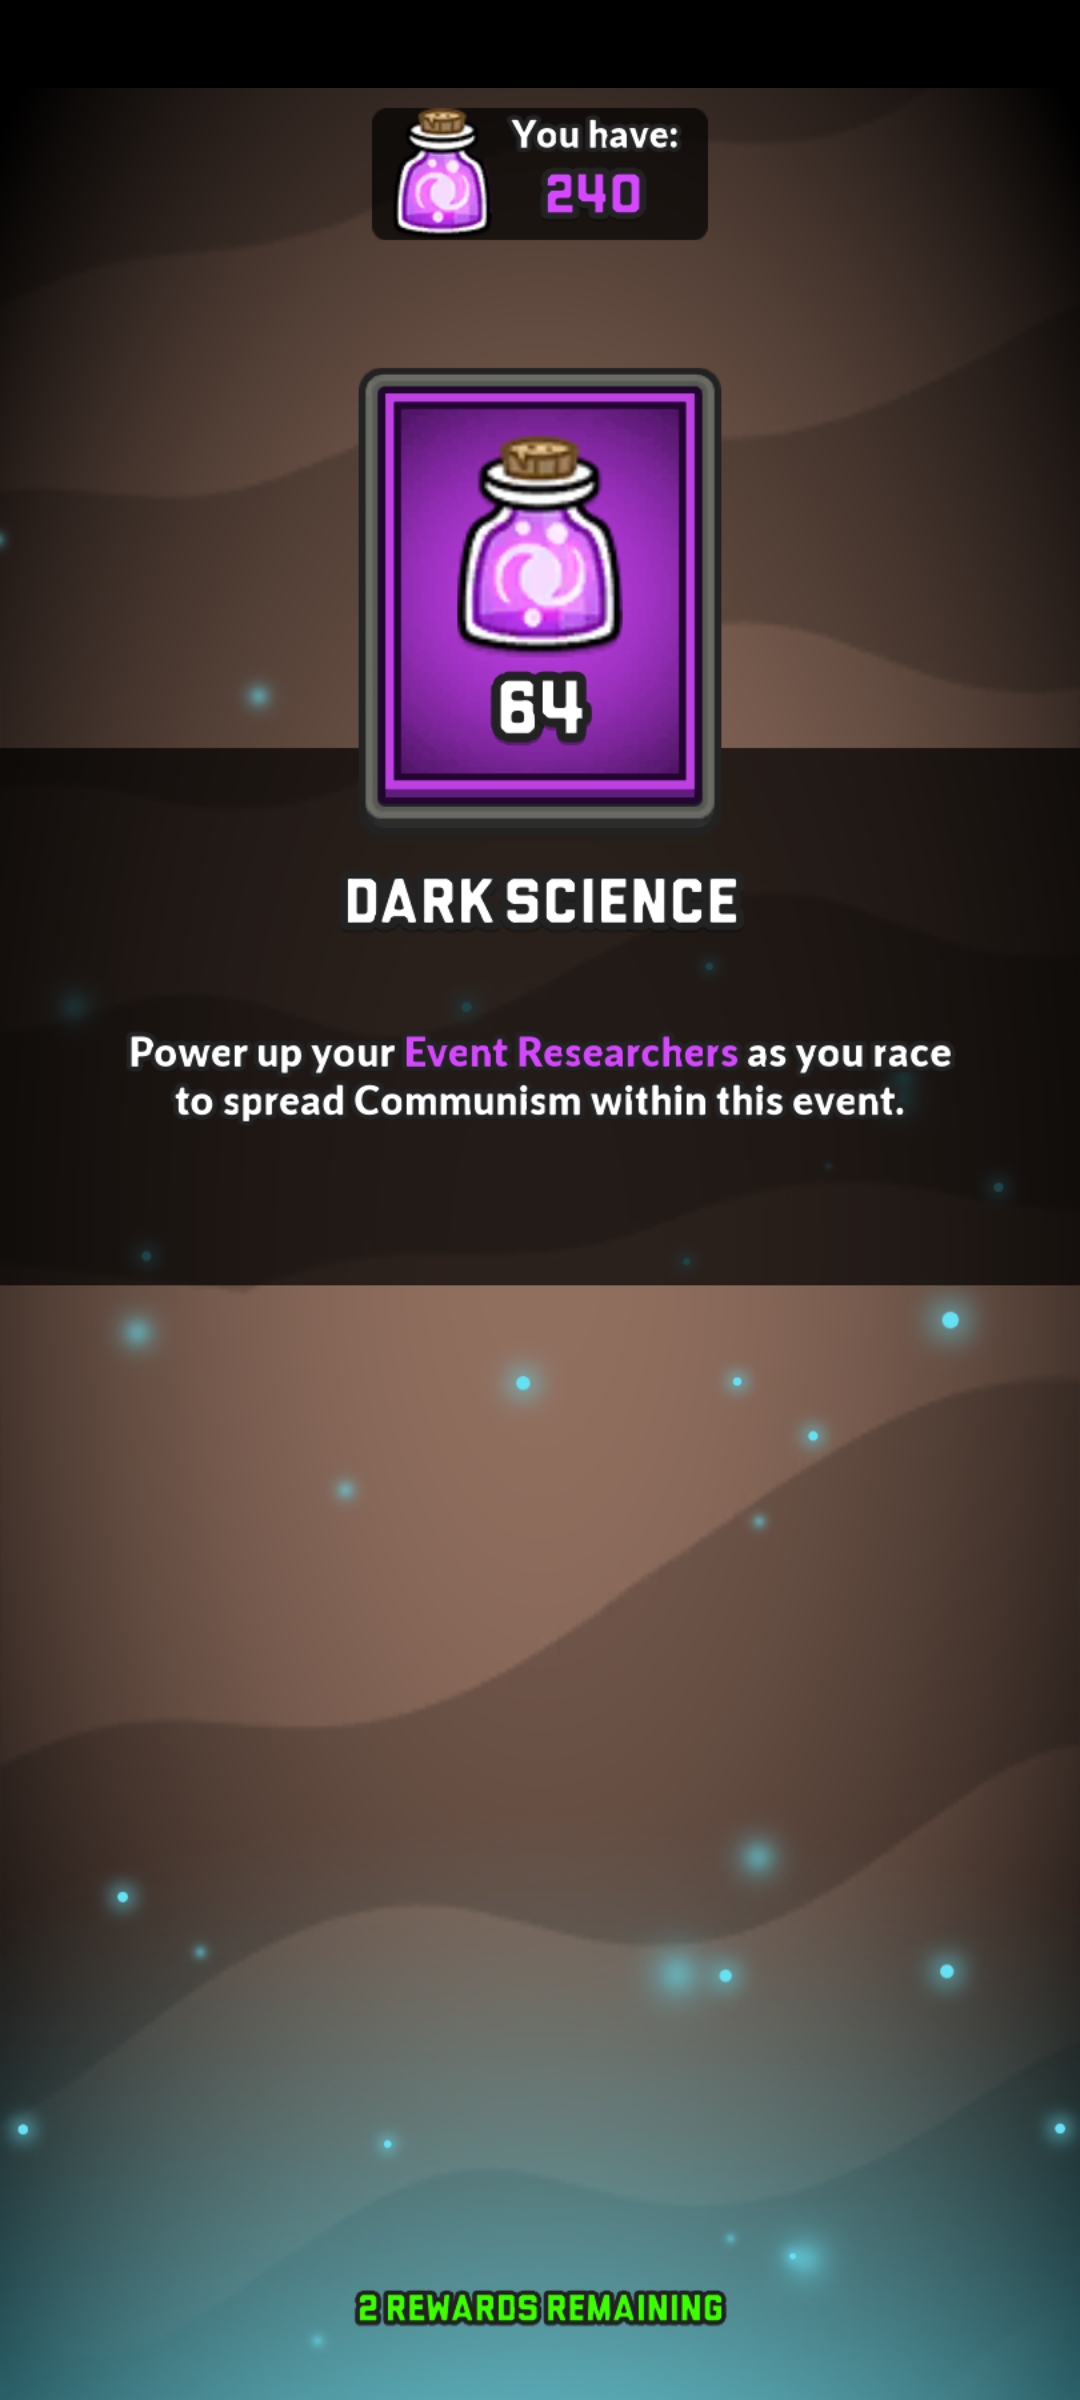 You have:
240
64
DARK SCIENCE
Power up your Event Researchers as you race
to spread Communism within this event.
2 REWARDS REMAINING